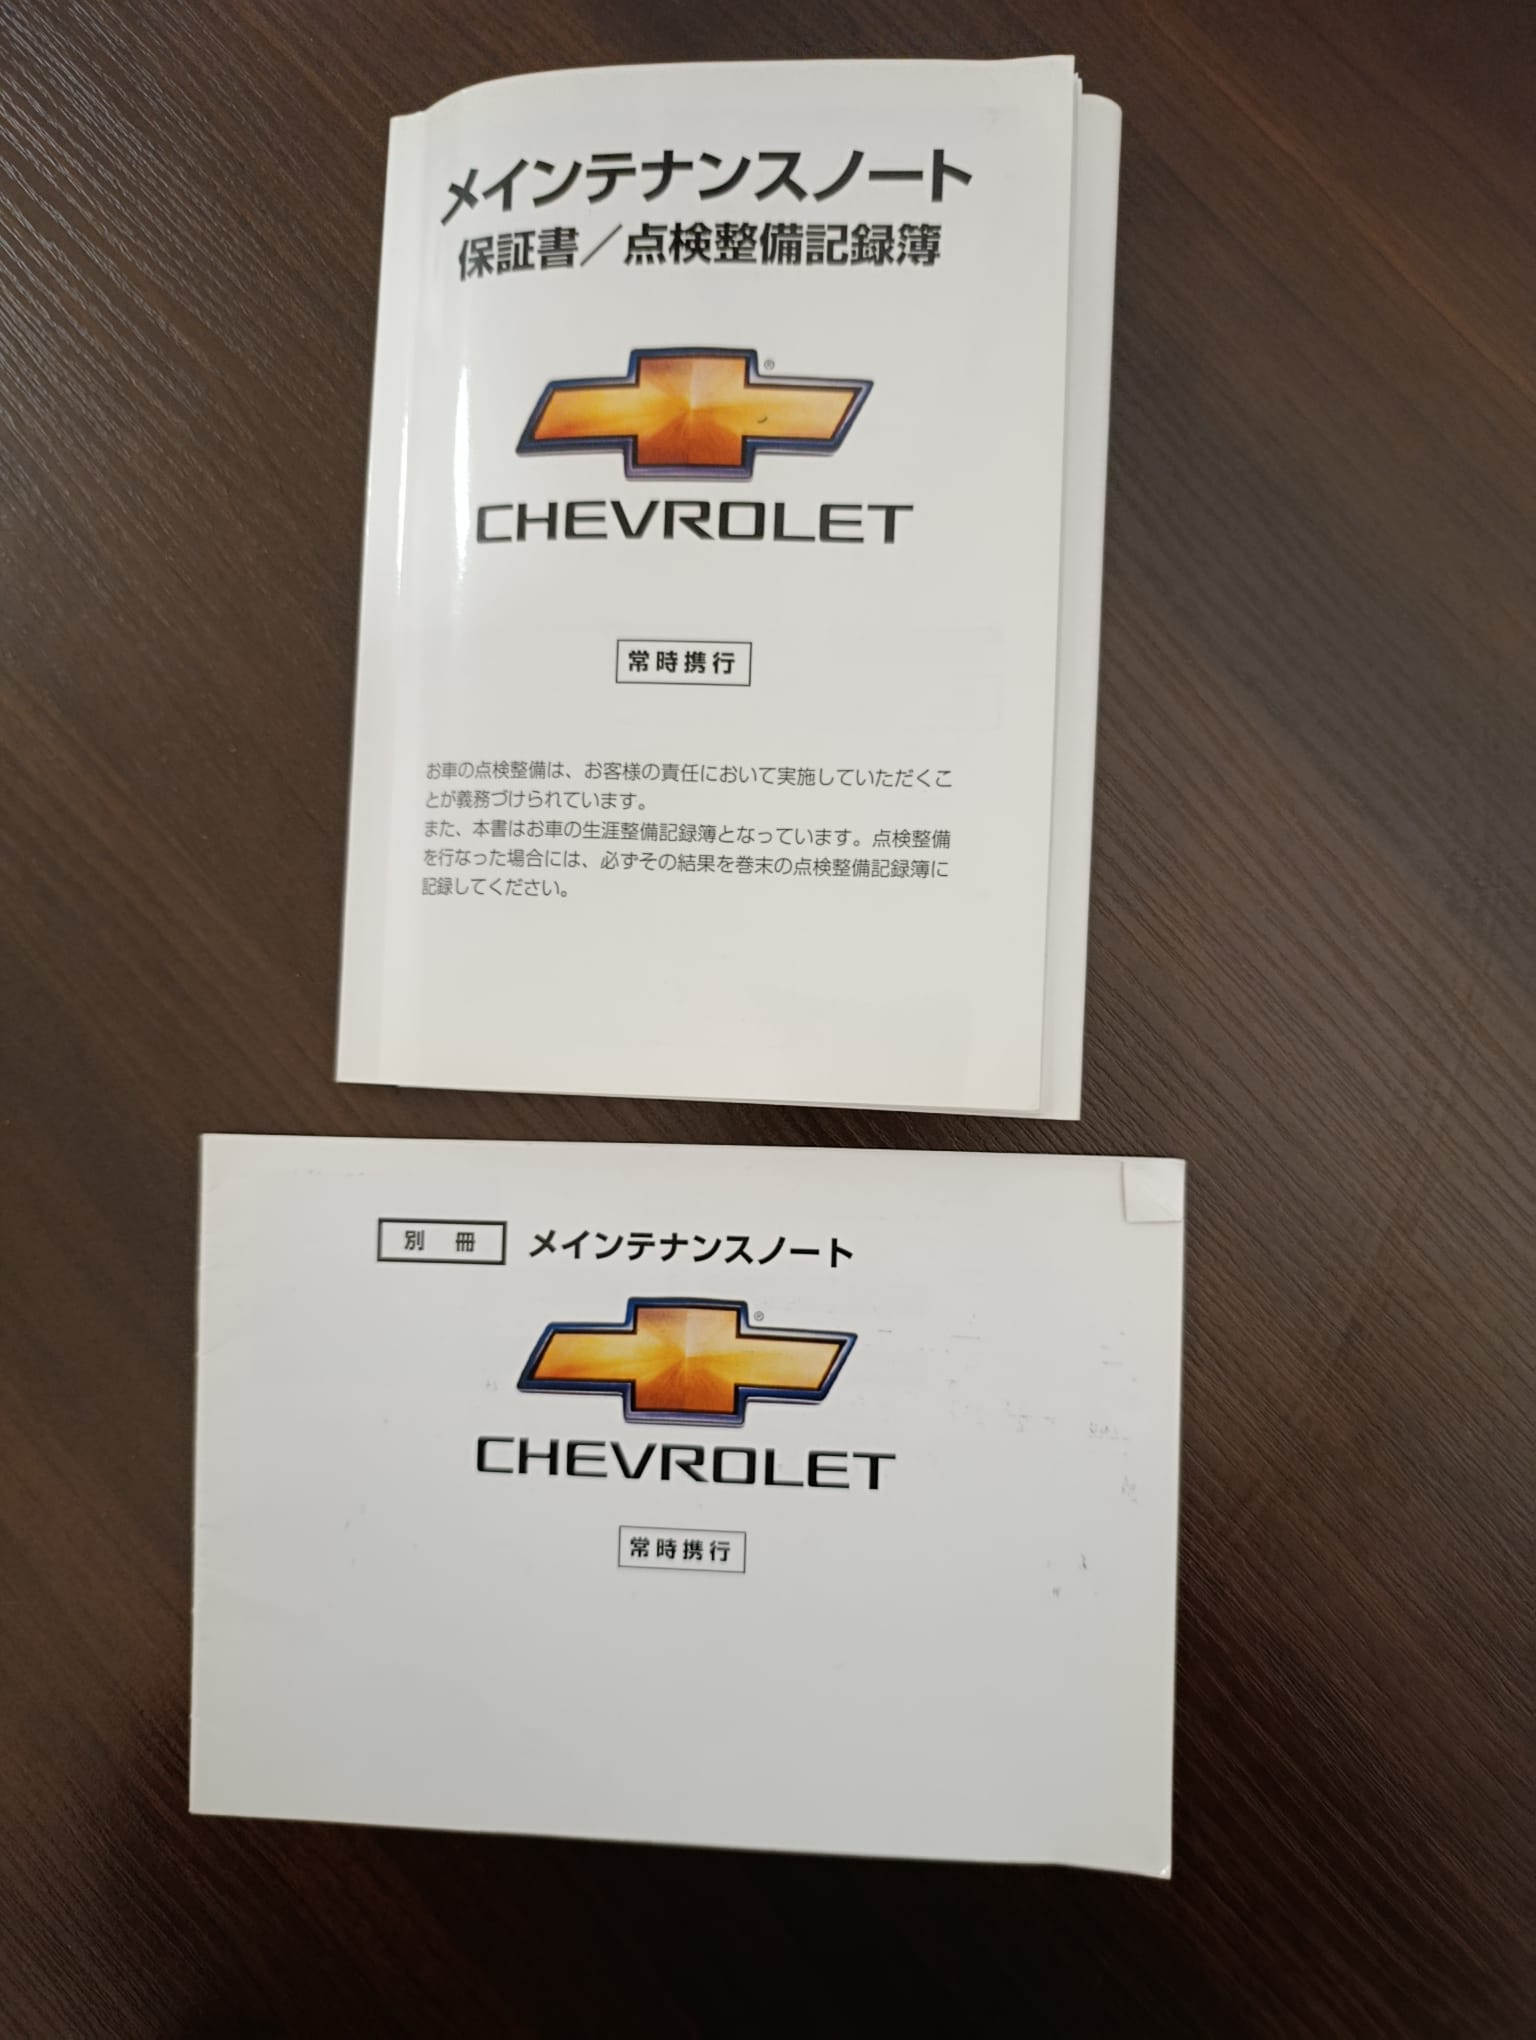 メインテナンスノート
保証書／点検整備記録簿
®
CHEVROLET
常時携行
お車の点検整備は、お客様の責任において実施していただくこ
とが義務づけられています。
また、本書はお車の生涯整備記録簿となっています。点検整備
を行なった場合には、必ずその結果を巻末の点検整備記録簿に
記録してください。
別 冊 メインテナンスノート
®
CHEVROLET
常時携行